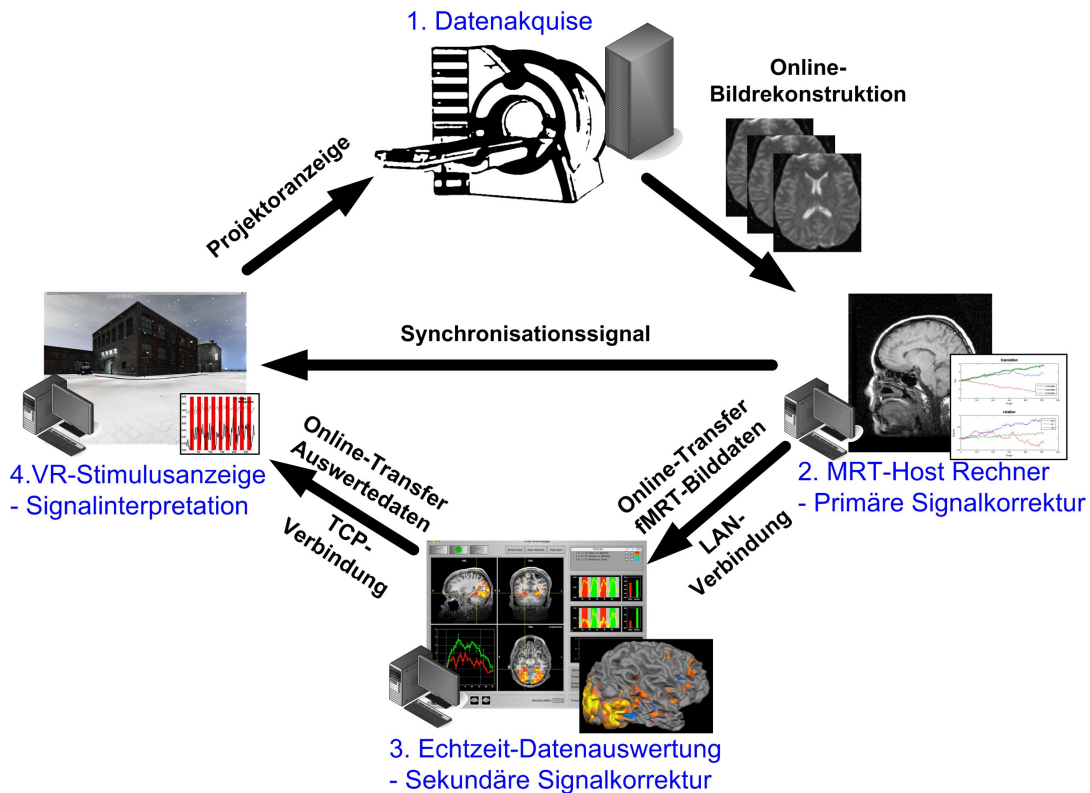 1. Datenakquise
Online-
Bildrekonstruktion
Projektoranzeige
Synchronisationssignal
translation
rotation
4.VR-Stimulusanzeige
- Signalinterpretation
Online-Transfer
Auswertedaten
TCP-
Verbindung
Online-Transfer
fMRT-Bilddaten
LAN-
Verbindung
2. MRT-Host Rechner
- Primäre Signalkorrektur
3. Echtzeit-Datenauswertung
- Sekundäre Signalkorrektur